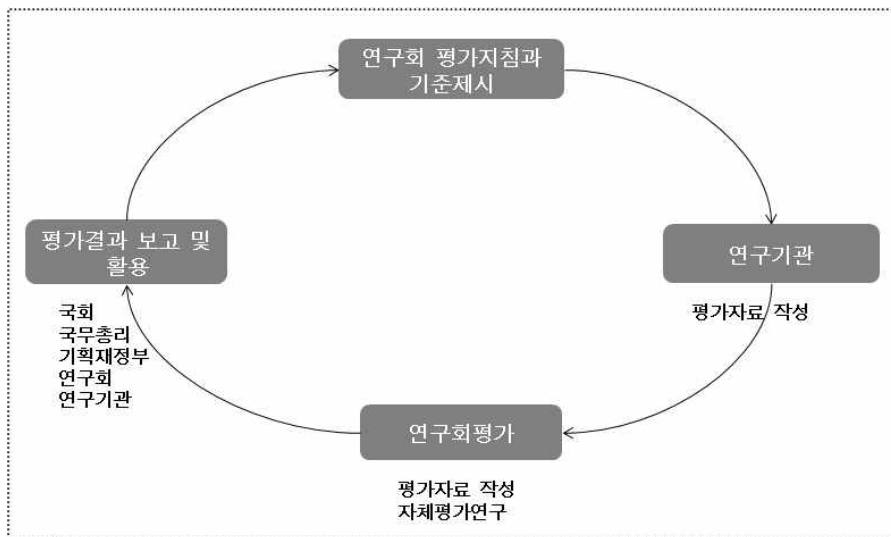 연구회 평가지침과
기준제시
평가결과 보고 및
활용
연구기관
국회
국무총리
기획재정부
연구회
연구기관
평가자료 작성
연구회평가
평가자료 작성
자체평가연구